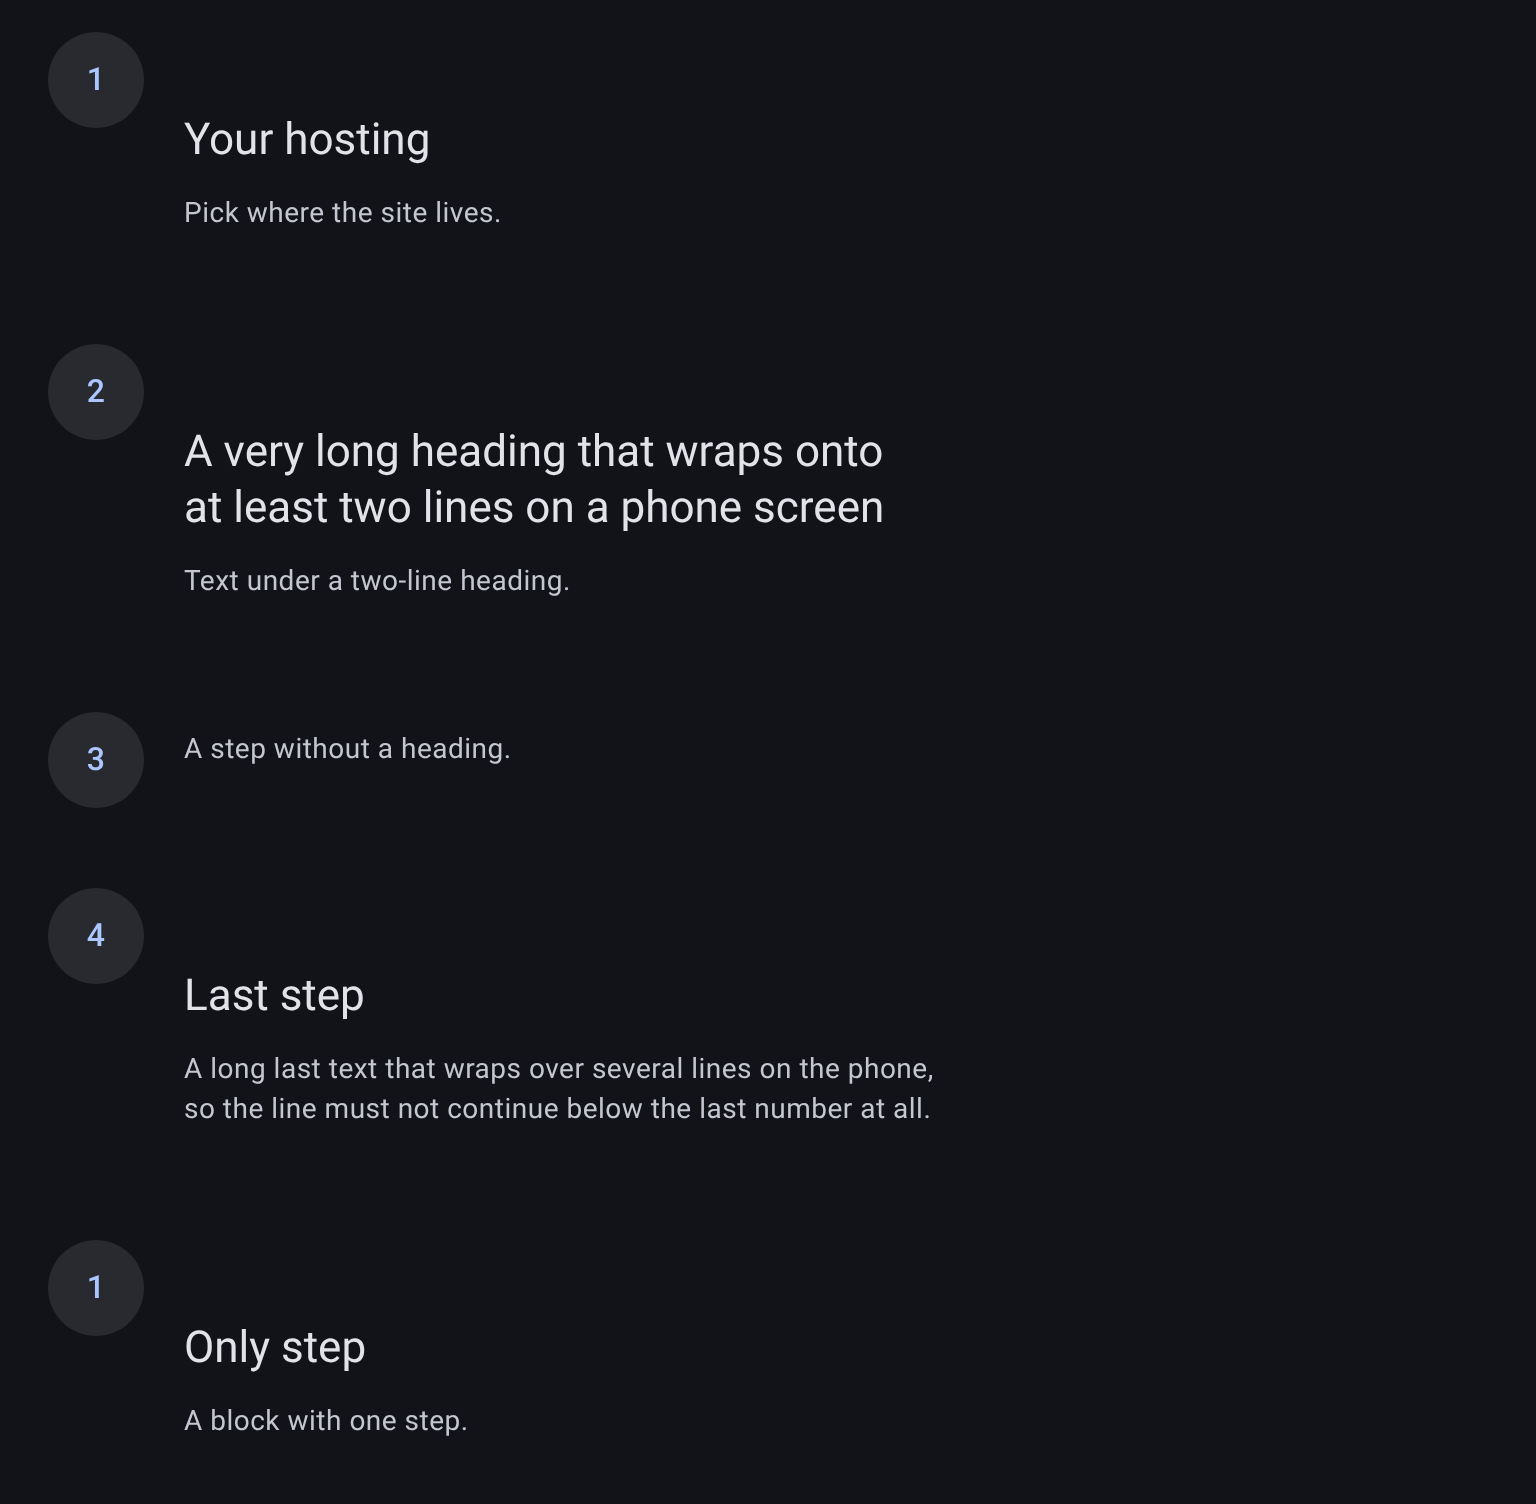 1
Your hosting
Pick where the site lives.
2
A very long heading that wraps onto
at least two lines on a phone screen
Text under a two-line heading.
3
A step without a heading.
4
Last step
A long last text that wraps over several lines on the phone,
so the line must not continue below the last number at all.
1
Only step
A block with one step.